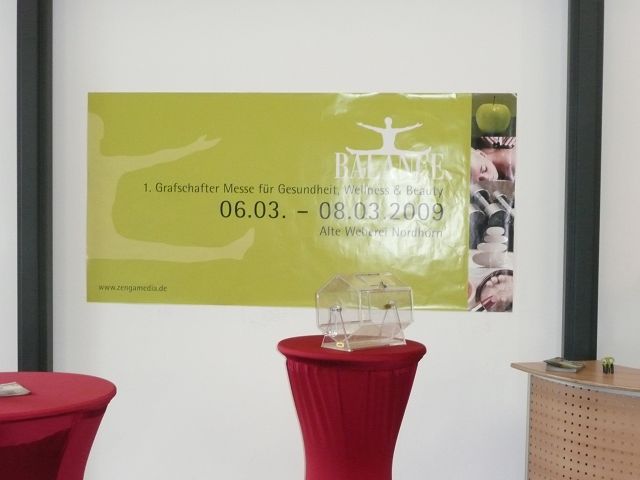 BALANCE
1. Grafschafter Messe für Gesundheit, Wellness & Beauty
06.03. – 08.03.2009
Alte Weberei Nordhorn
www.zengamedia.de